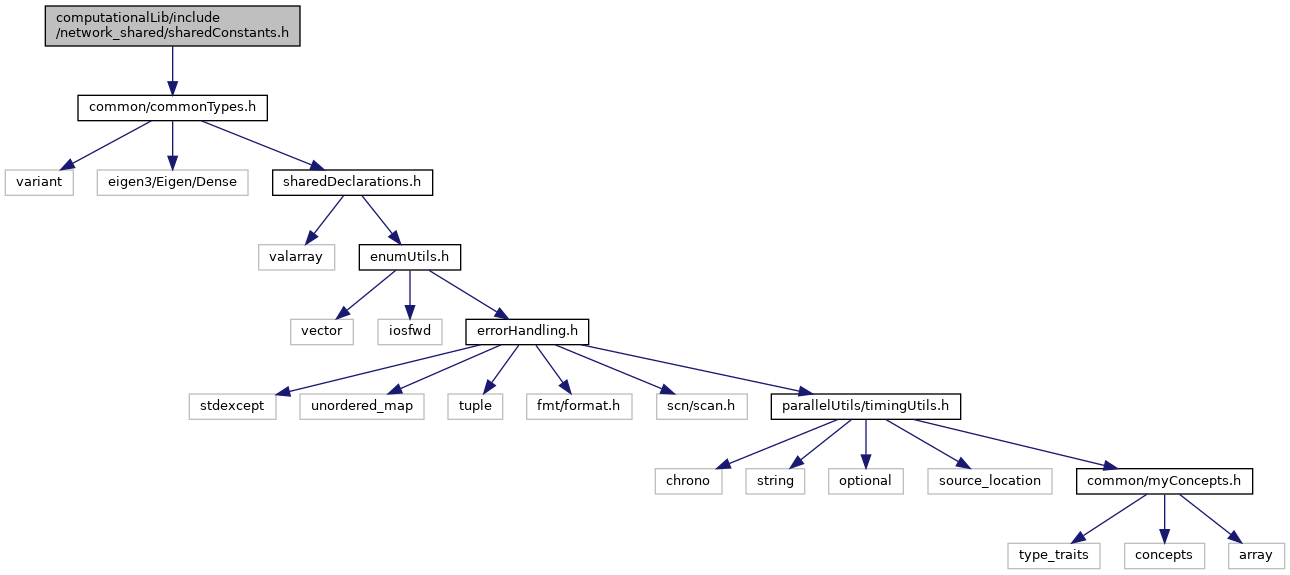 computationalLib/include
/network_shared/sharedConstants.h
common/commonTypes.h
variant
eigen3/Eigen/Dense
sharedDeclarations.h
valarray
enumUtils.h
vector
iosfwd
errorHandling.h
stdexcept
unordered_map
tuple
fmt/format.h
scn/scan.h
parallelUtils/timingUtils.h
chrono
string
optional
source_location
common/myConcepts.h
type_traits
concepts
array